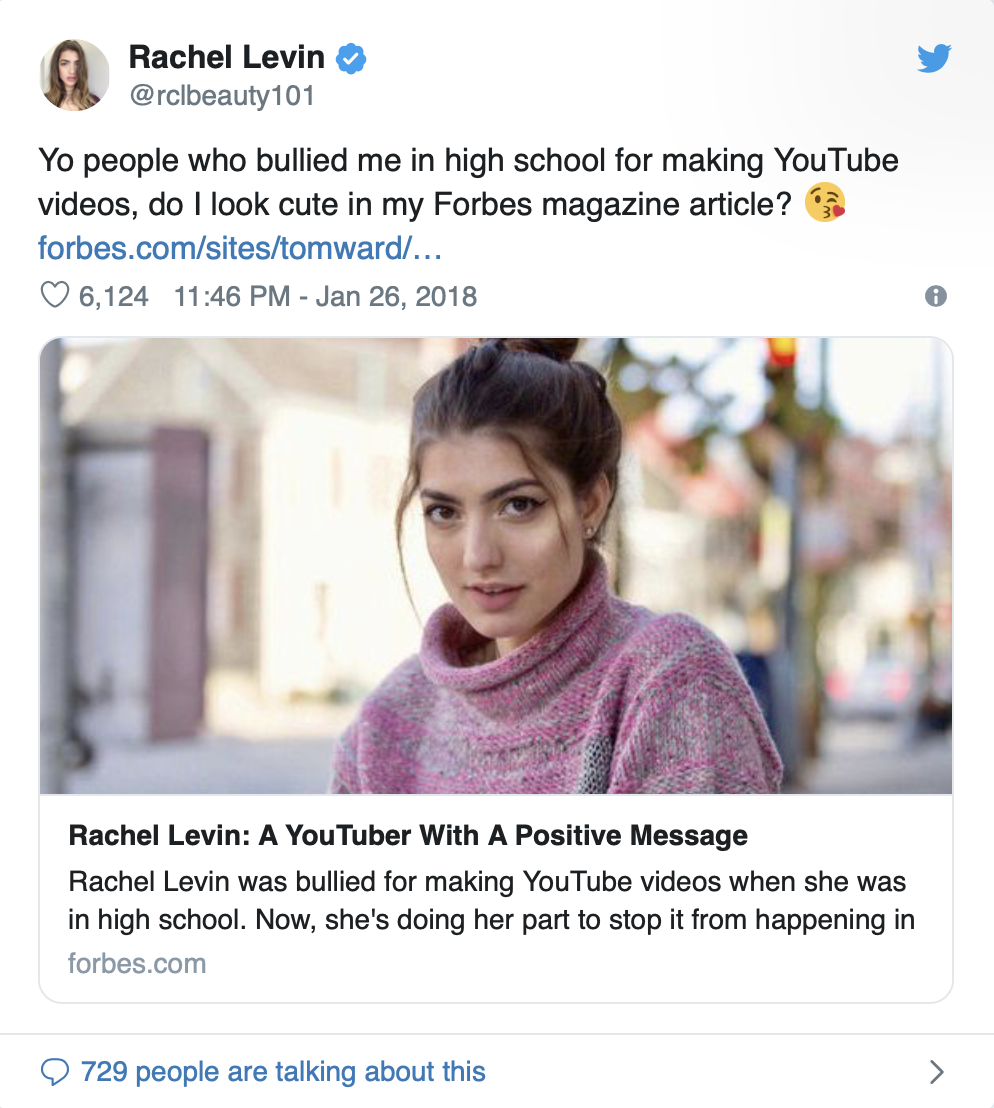 Rachel Levin
@rclbeauty101
Yo people who bullied me in high school for making YouTube
videos, do I look cute in my Forbes magazine article? 😘
forbes.com/sites/tomward/…
6,124 11:46 PM - Jan 26, 2018
Rachel Levin: A YouTuber With A Positive Message
Rachel Levin was bullied for making YouTube videos when she was
in high school. Now, she's doing her part to stop it from happening in
forbes.com
729 people are talking about this